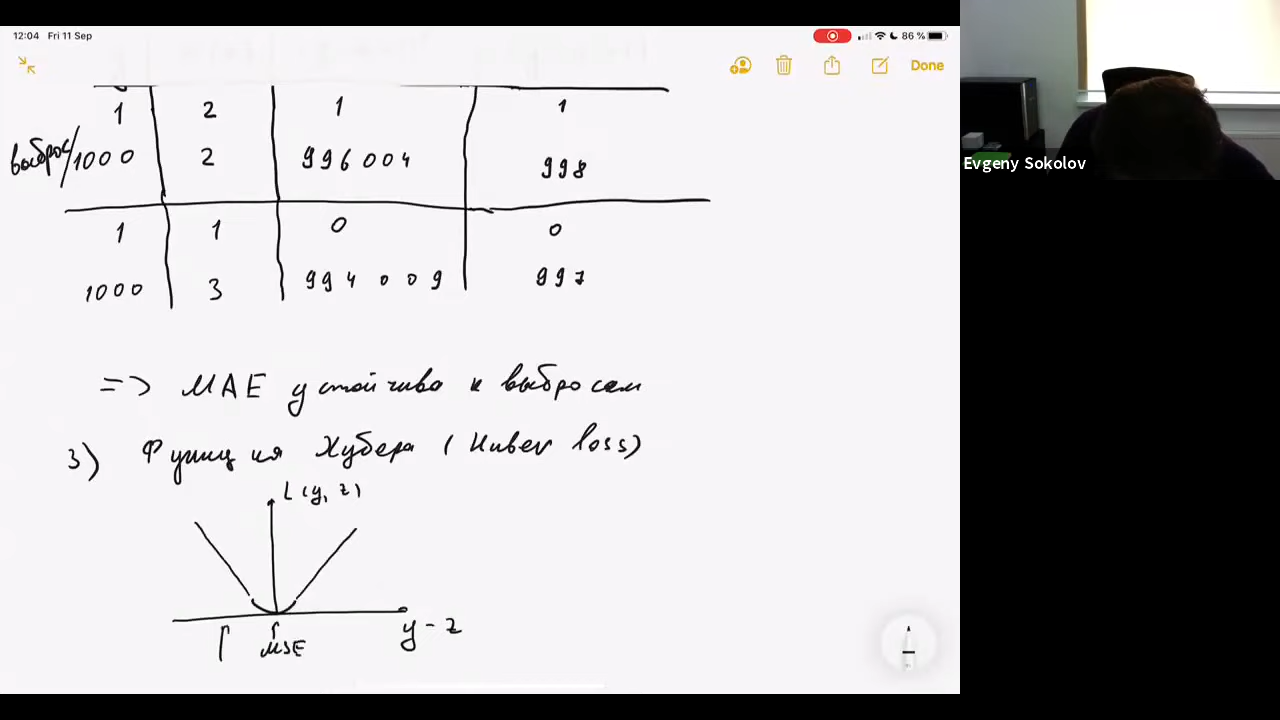 12:04 Fri 11 Sep 86 %
Done
1 2 1 1
выброс/1000 2 996004 998
Evgeny Sokolov
1 1 0 0
1000 3 994009 997
=> MAE устойчива к выбросам
3) Функция Хубера (Huber loss)
L(y, z)
y - z
MSE